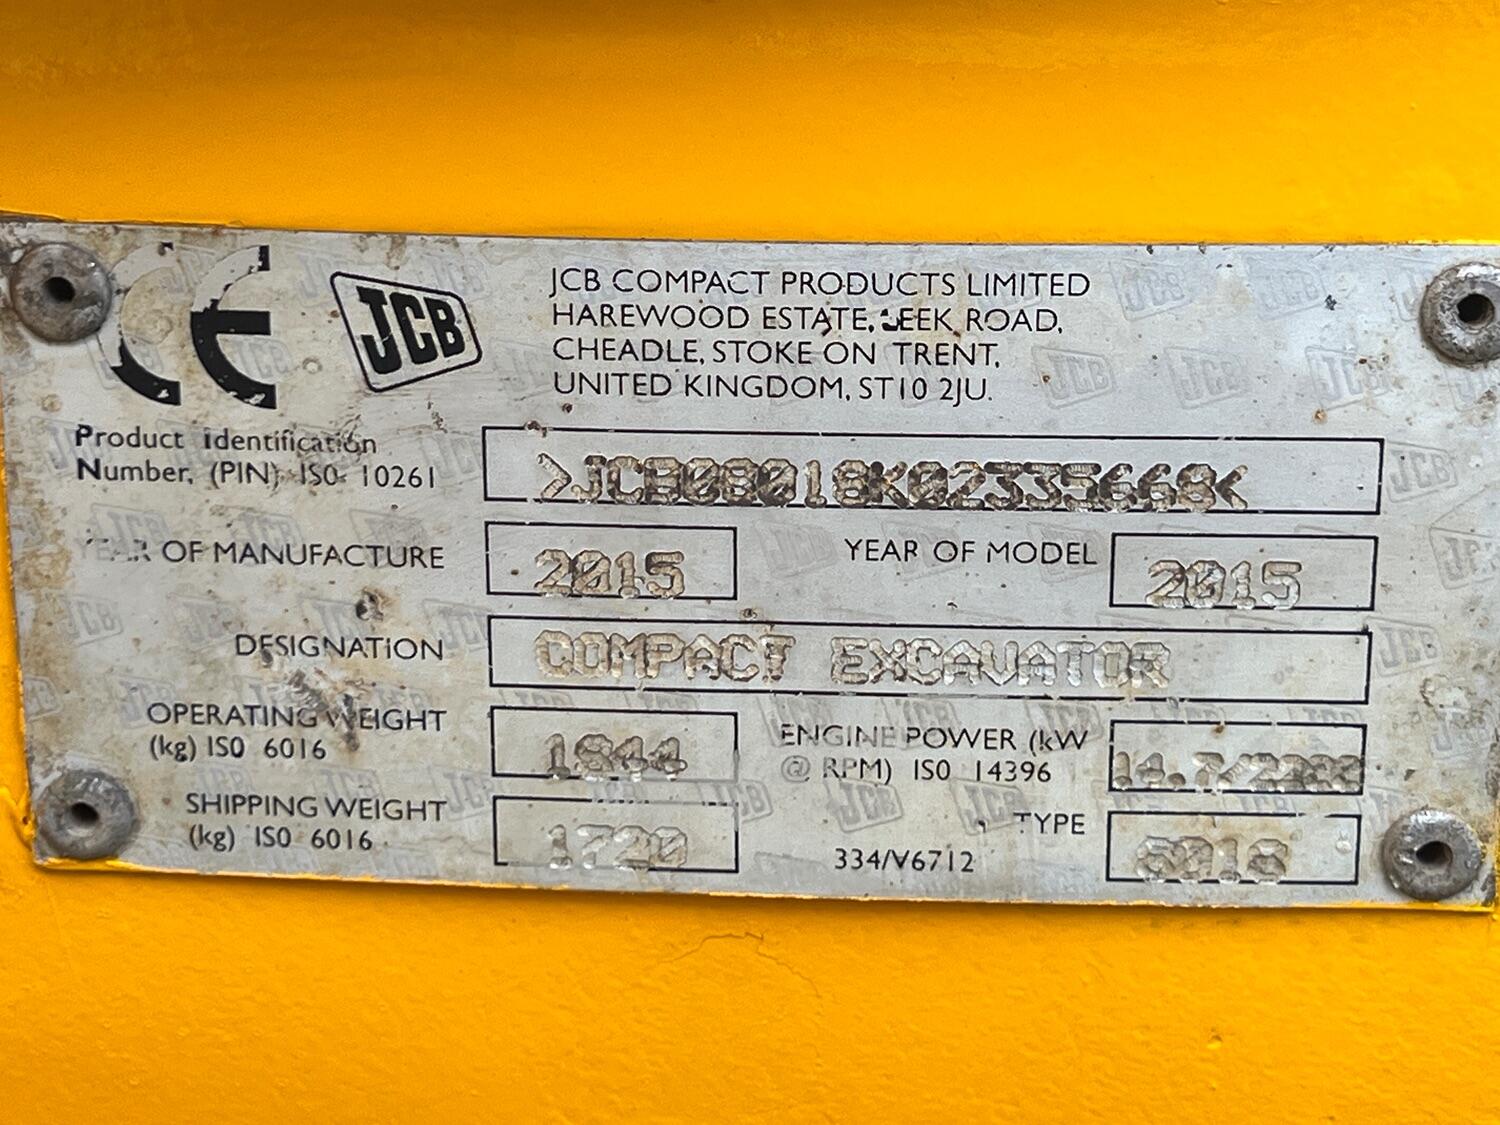 CE
JCB
JCB COMPACT PRODUCTS LIMITED
HAREWOOD ESTATE, LEEK ROAD,
CHEADLE, STOKE ON TRENT,
UNITED KINGDOM, ST10 2JU.
Product Identification
Number, (PIN) ISO 10261
>JCB08018K02335668<
YEAR OF MANUFACTURE
2015
YEAR OF MODEL
2015
DESIGNATION
COMPACT EXCAVATOR
OPERATING WEIGHT
(kg) ISO 6016
1844
ENGINE POWER (kW
@ RPM) ISO 14396
SHIPPING WEIGHT
(kg) ISO 6016
1720
TYPE
8018
334/V6712